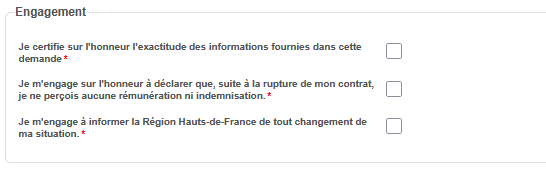 Engagement
Je certifie sur l'honneur l'exactitude des informations fournies dans cette
demande *
Je m'engage sur l'honneur à déclarer que, suite à la rupture de mon contrat,
je ne perçois aucune rémunération ni indemnisation. *
Je m'engage à informer la Région Hauts-de-France de tout changement de
ma situation. *